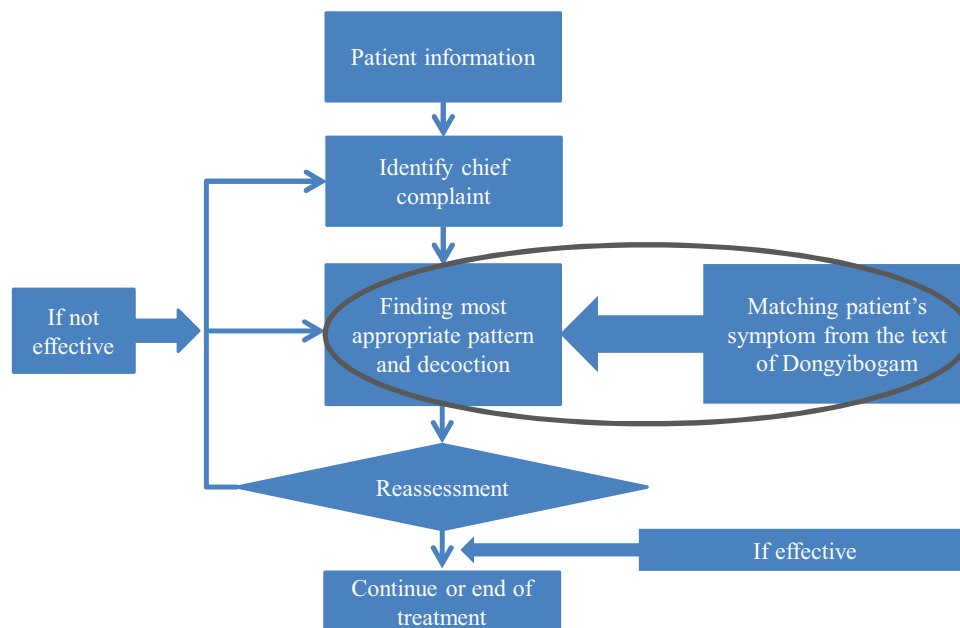 Patient information
Identify chief
complaint
If not
effective
Finding most
appropriate pattern
and decoction
Matching patient’s
symptom from the text
of Dongyibogam
Reassessment
If effective
Continue or end of
treatment